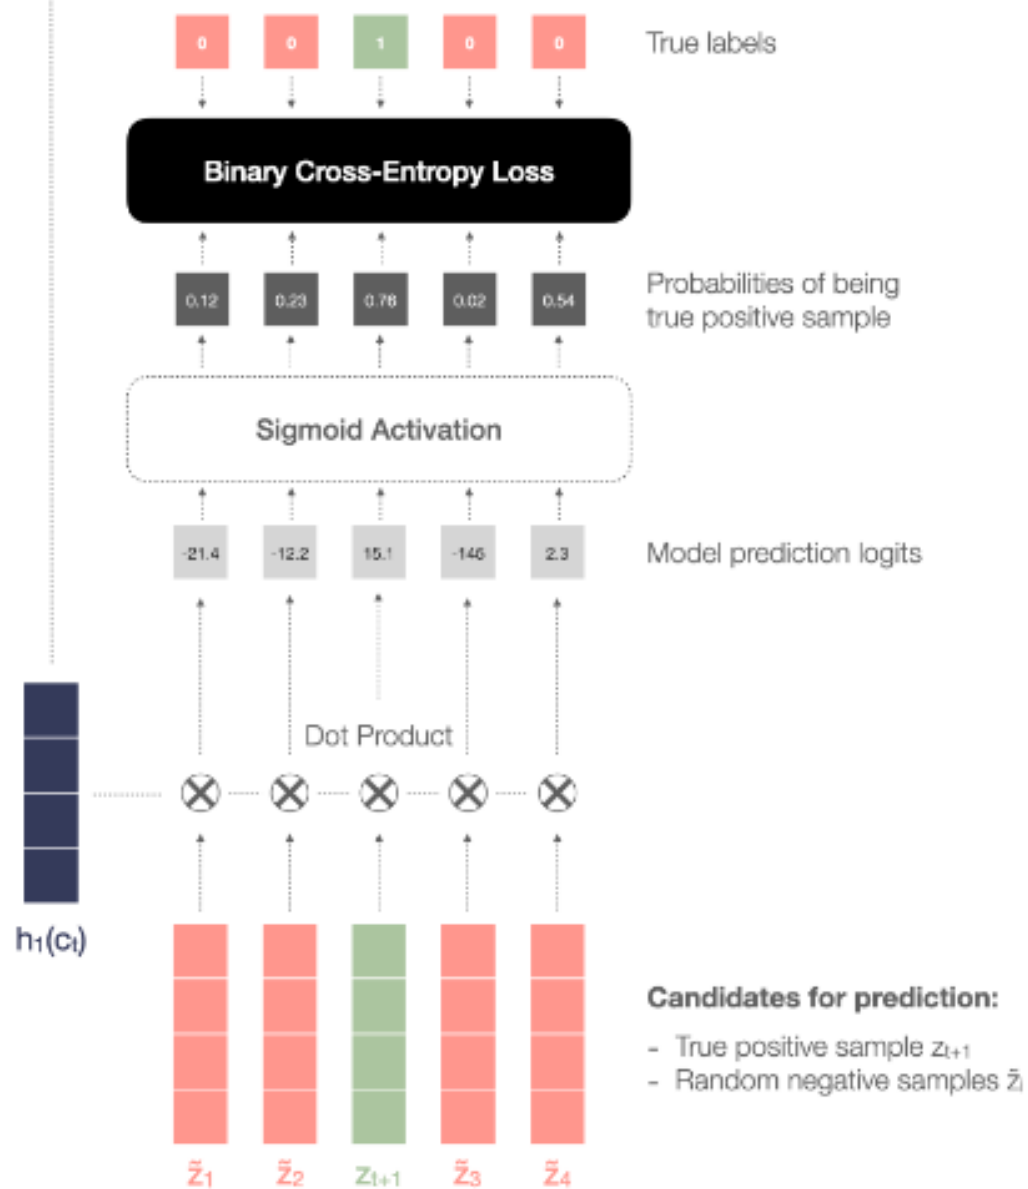 0 0 1 0 0 True labels
Binary Cross-Entropy Loss
0.12 0.23 0.76 0.02 0.54 Probabilities of being
true positive sample
Sigmoid Activation
-21.4 -12.2 15.1 -146 2.3 Model prediction logits
Dot Product
h₁(cₜ)
Candidates for prediction:
- True positive sample zₜ₊₁
- Random negative samples z̃ᵢ
z̃₁ z̃₂ zₜ₊₁ z̃₃ z̃₄